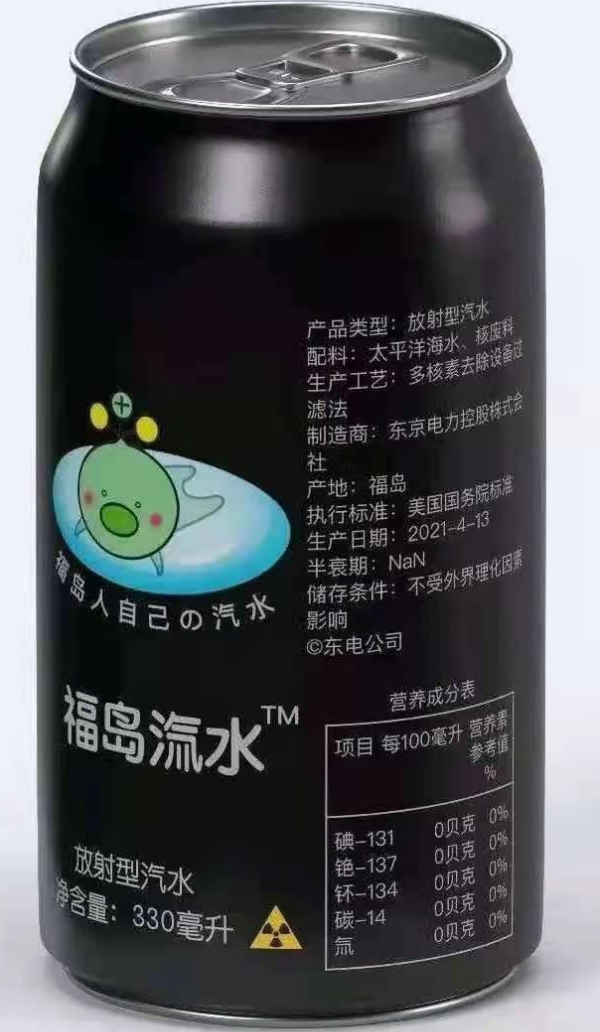 福岛人自己の汽水
福岛汽水™
放射型汽水
净含量：330毫升
产品类型：放射型汽水
配料：太平洋海水、核废料
生产工艺：多核素去除设备过
滤法
制造商：东京电力控股株式会
社
产地：福岛
执行标准：美国国务院标准
生产日期：2021-4-13
半衰期：NaN
储存条件：不受外界理化因素
影响
©东电公司
营养成分表
项目 每100毫升 营养素
参考值
%
碘-131 0贝克 0%
铯-137 0贝克 0%
钚-134 0贝克 0%
碳-14 0贝克 0%
氚 0贝克 0%